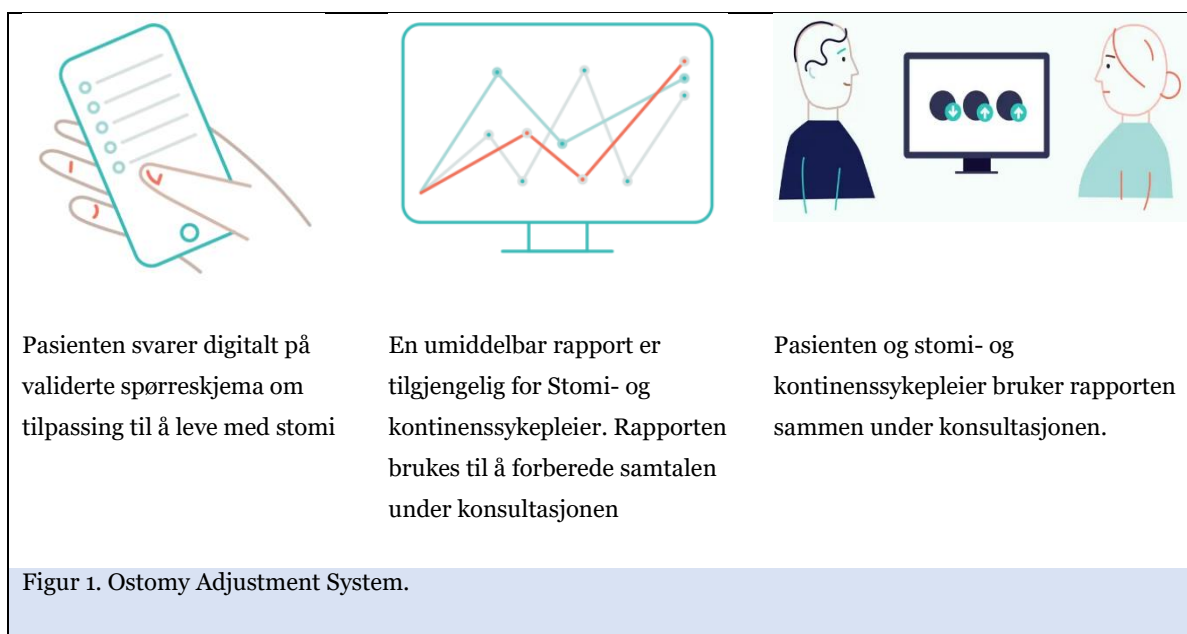 Pasienten svarer digitalt på
validerte spørreskjema om
tilpassing til å leve med stomi
En umiddelbar rapport er
tilgjengelig for Stomi- og
kontinenssykepleier. Rapporten
brukes til å forberede samtalen
under konsultasjonen
Pasienten og stomi- og
kontinenssykepleier bruker rapporten
sammen under konsultasjonen.
Figur 1. Ostomy Adjustment System.